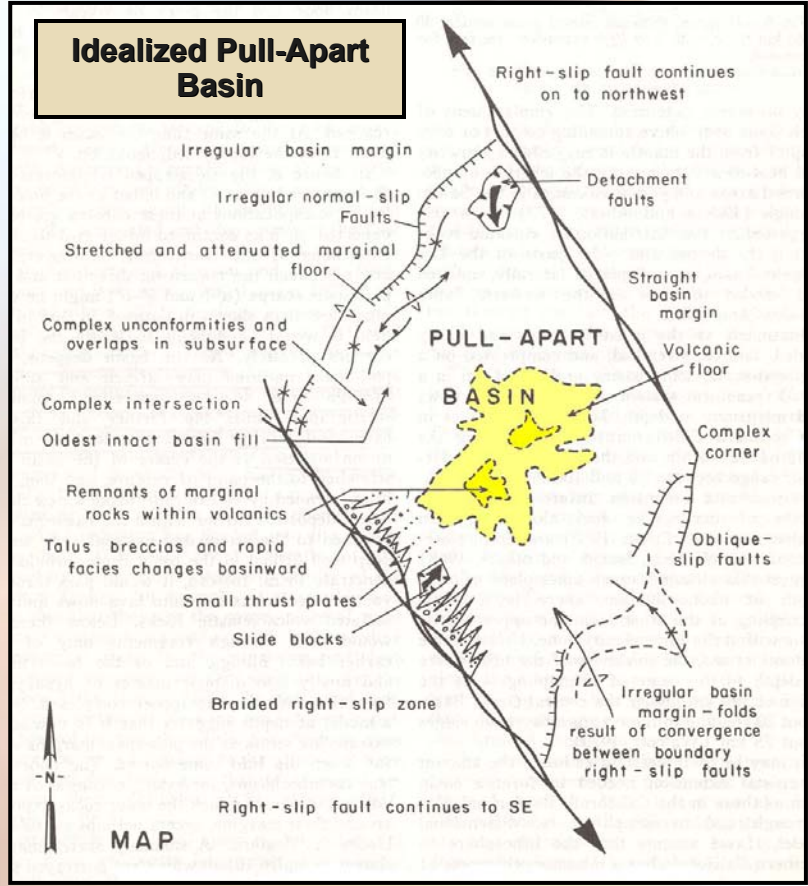 Idealized Pull-Apart
Basin
Right-slip fault continues
on to northwest
Irregular basin margin
Detachment
faults
Irregular normal-slip
Faults
Stretched and attenuated marginal
floor
Straight
basin
margin
Complex unconformities and
overlaps in subsurface
PULL-APART
BASIN
Volcanic
floor
Complex intersection
Oldest intact basin fill
Complex
corner
Remnants of marginal
rocks within volcanics
Talus breccias and rapid
facies changes basinward
Oblique-
slip faults
Small thrust plates
Slide blocks
Irregular basin
margin-folds
result of convergence
between boundary
right-slip faults
Braided right-slip zone
-N-
Right-slip fault continues to SE
MAP